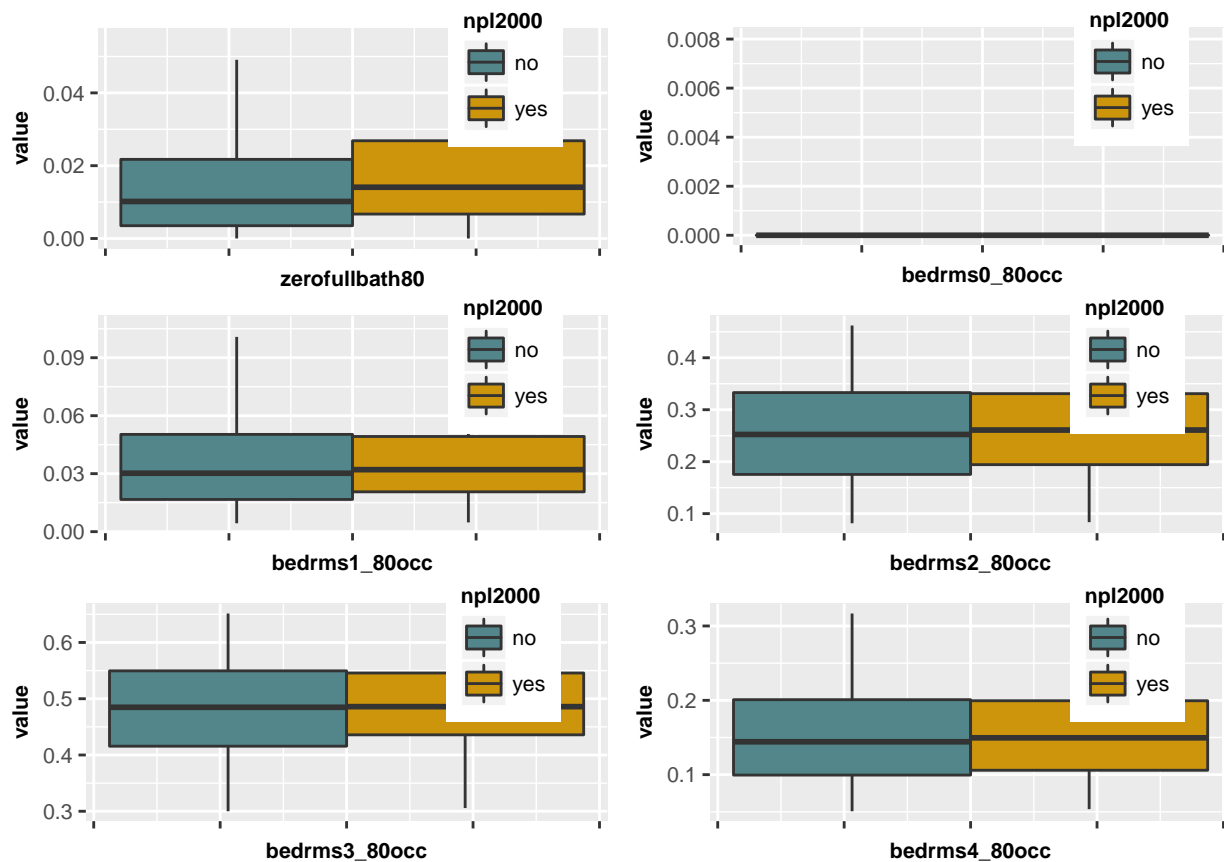 npl2000
no
yes
value
0.04
0.02
0.00
zerofullbath80
npl2000
no
yes
value
0.008
0.006
0.004
0.002
0.000
bedrms0_80occ
npl2000
no
yes
value
0.09
0.06
0.03
0.00
bedrms1_80occ
npl2000
no
yes
value
0.4
0.3
0.2
0.1
bedrms2_80occ
npl2000
no
yes
value
0.6
0.5
0.4
0.3
bedrms3_80occ
npl2000
no
yes
value
0.3
0.2
0.1
bedrms4_80occ